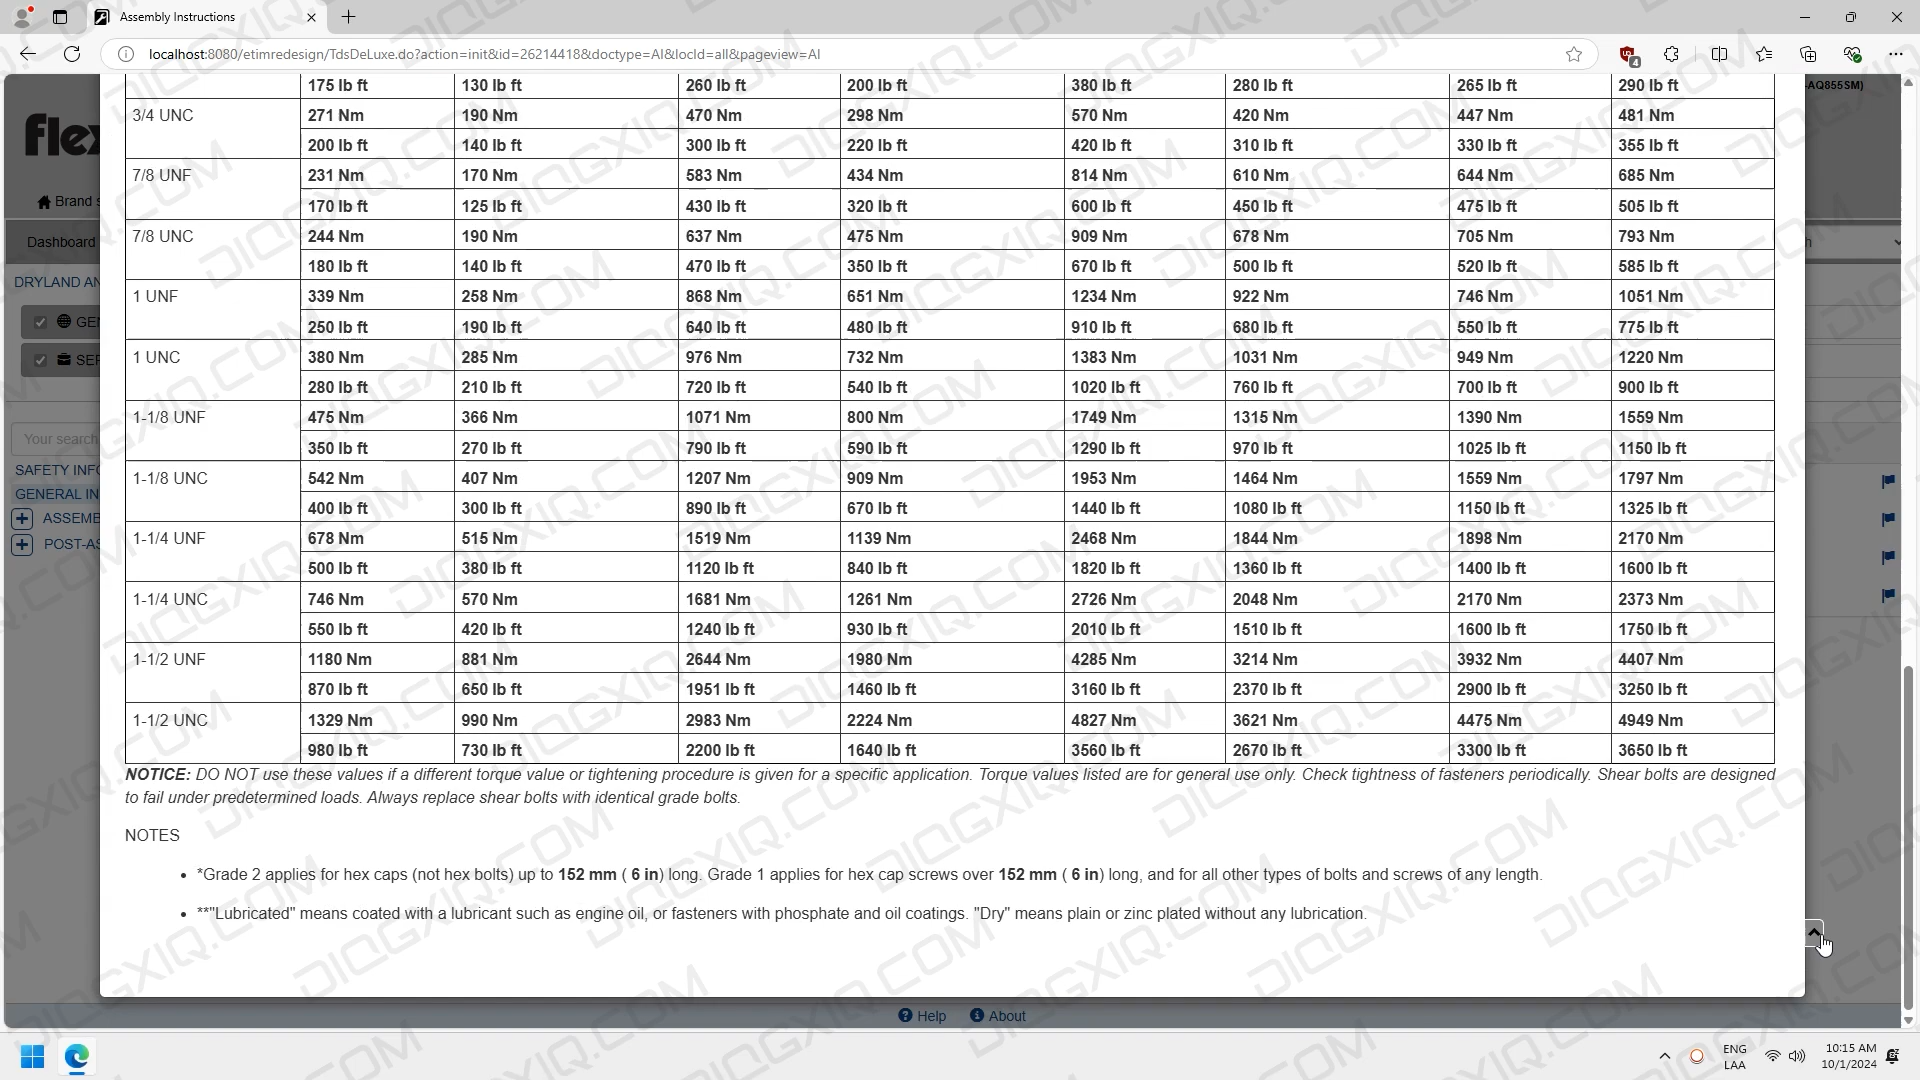 Assembly Instructions
localhost:8080/etimredesign/TdsDeLuxe.do?action=init&id=26214418&doctype=AI&locId=all&pageview=AI
4
-AQ855SM)
175 lb ft 130 lb ft 260 lb ft 200 lb ft 380 lb ft 280 lb ft 265 lb ft 290 lb ft
3/4 UNC 271 Nm 190 Nm 470 Nm 298 Nm 570 Nm 420 Nm 447 Nm 481 Nm
200 lb ft 140 lb ft 300 lb ft 220 lb ft 420 lb ft 310 lb ft 330 lb ft 355 lb ft
7/8 UNF 231 Nm 170 Nm 583 Nm 434 Nm 814 Nm 610 Nm 644 Nm 685 Nm
170 lb ft 125 lb ft 430 lb ft 320 lb ft 600 lb ft 450 lb ft 475 lb ft 505 lb ft
7/8 UNC 244 Nm 190 Nm 637 Nm 475 Nm 909 Nm 678 Nm 705 Nm 793 Nm
180 lb ft 140 lb ft 470 lb ft 350 lb ft 670 lb ft 500 lb ft 520 lb ft 585 lb ft
1 UNF 339 Nm 258 Nm 868 Nm 651 Nm 1234 Nm 922 Nm 746 Nm 1051 Nm
250 lb ft 190 lb ft 640 lb ft 480 lb ft 910 lb ft 680 lb ft 550 lb ft 775 lb ft
1 UNC 380 Nm 285 Nm 976 Nm 732 Nm 1383 Nm 1031 Nm 949 Nm 1220 Nm
280 lb ft 210 lb ft 720 lb ft 540 lb ft 1020 lb ft 760 lb ft 700 lb ft 900 lb ft
1-1/8 UNF 475 Nm 366 Nm 1071 Nm 800 Nm 1749 Nm 1315 Nm 1390 Nm 1559 Nm
350 lb ft 270 lb ft 790 lb ft 590 lb ft 1290 lb ft 970 lb ft 1025 lb ft 1150 lb ft
1-1/8 UNC 542 Nm 407 Nm 1207 Nm 909 Nm 1953 Nm 1464 Nm 1559 Nm 1797 Nm
400 lb ft 300 lb ft 890 lb ft 670 lb ft 1440 lb ft 1080 lb ft 1150 lb ft 1325 lb ft
1-1/4 UNF 678 Nm 515 Nm 1519 Nm 1139 Nm 2468 Nm 1844 Nm 1898 Nm 2170 Nm
500 lb ft 380 lb ft 1120 lb ft 840 lb ft 1820 lb ft 1360 lb ft 1400 lb ft 1600 lb ft
1-1/4 UNC 746 Nm 570 Nm 1681 Nm 1261 Nm 2726 Nm 2048 Nm 2170 Nm 2373 Nm
550 lb ft 420 lb ft 1240 lb ft 930 lb ft 2010 lb ft 1510 lb ft 1600 lb ft 1750 lb ft
1-1/2 UNF 1180 Nm 881 Nm 2644 Nm 1980 Nm 4285 Nm 3214 Nm 3932 Nm 4407 Nm
870 lb ft 650 lb ft 1951 lb ft 1460 lb ft 3160 lb ft 2370 lb ft 2900 lb ft 3250 lb ft
1-1/2 UNC 1329 Nm 990 Nm 2983 Nm 2224 Nm 4827 Nm 3621 Nm 4475 Nm 4949 Nm
980 lb ft 730 lb ft 2200 lb ft 1640 lb ft 3560 lb ft 2670 lb ft 3300 lb ft 3650 lb ft
NOTICE: DO NOT use these values if a different torque value or tightening procedure is given for a specific application. Torque values listed are for general use only. Check tightness of fasteners periodically. Shear bolts are designed
to fail under predetermined loads. Always replace shear bolts with identical grade bolts.
NOTES
• *Grade 2 applies for hex caps (not hex bolts) up to 152 mm ( 6 in) long. Grade 1 applies for hex cap screws over 152 mm ( 6 in) long, and for all other types of bolts and screws of any length.
• **"Lubricated" means coated with a lubricant such as engine oil, or fasteners with phosphate and oil coatings. "Dry" means plain or zinc plated without any lubrication.
flex
Brand s
Dashboard
DRYLAND AN
GEN
SER
Your search
SAFETY INFO
GENERAL IN
ASSEMB
POST-AS
h
Help About
ENG
LAA
10:15 AM
10/1/2024
DIQGXIQ.COM